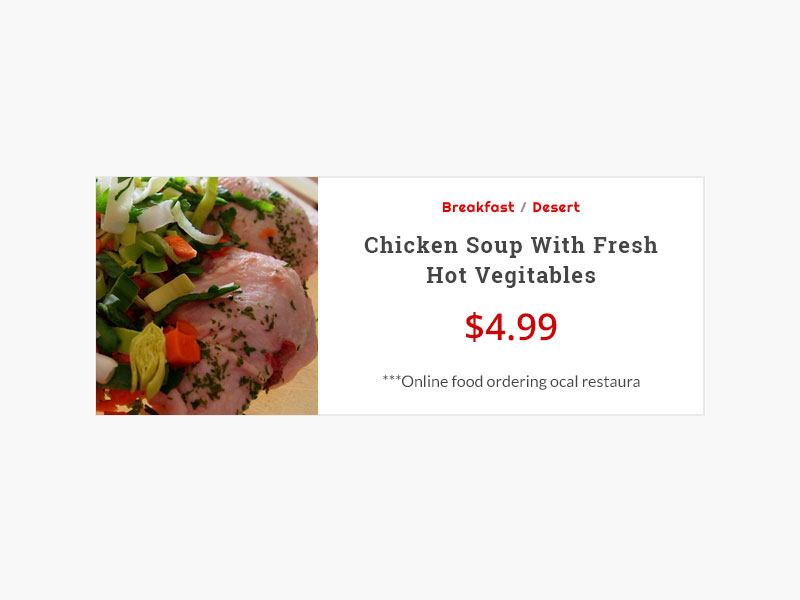 Breakfast / Desert
Chicken Soup With Fresh
Hot Vegitables
$4.99
***Online food ordering ocal restaura